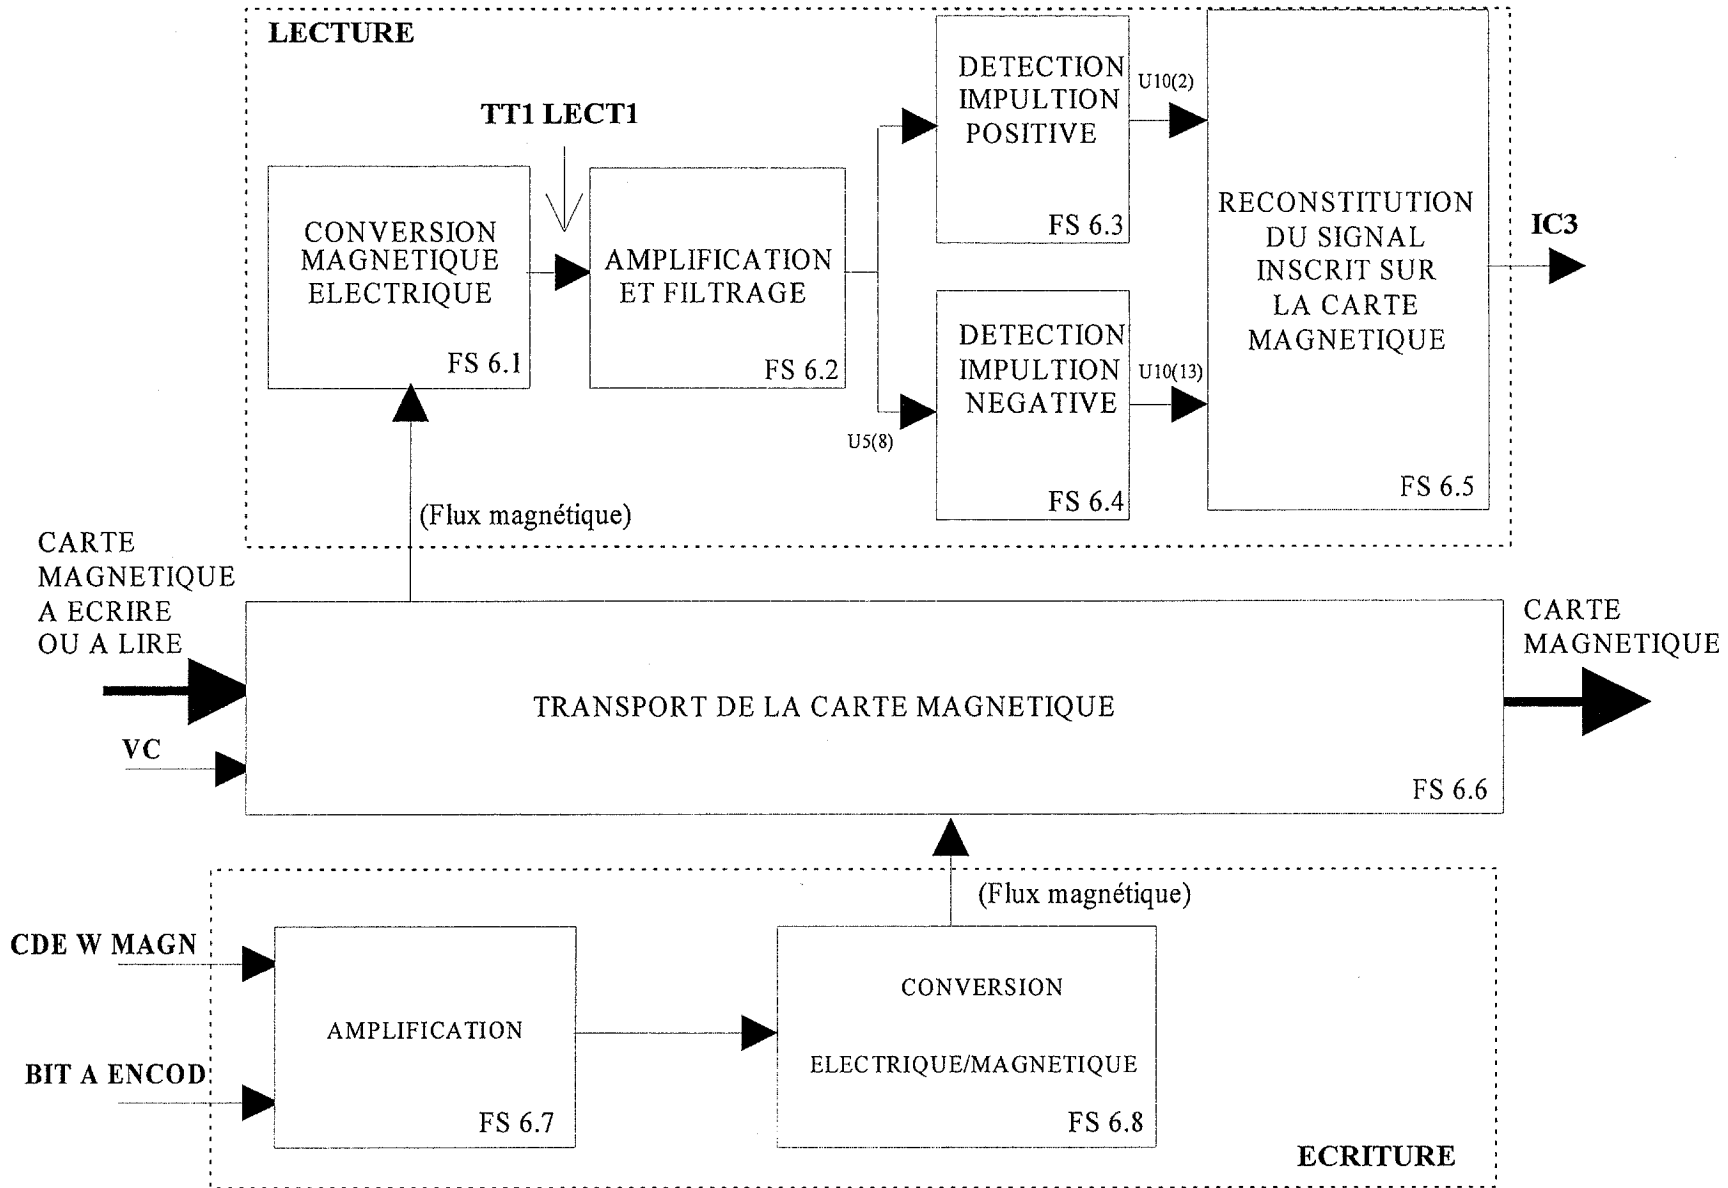 LECTURE
TT1 LECT1
CONVERSION
MAGNETIQUE
ELECTRIQUE
FS 6.1
AMPLIFICATION
ET FILTRAGE
FS 6.2
DETECTION
IMPULTION
POSITIVE
FS 6.3
U10(2)
DETECTION
IMPULTION
NEGATIVE
FS 6.4
U5(8)
U10(13)
RECONSTITUTION
DU SIGNAL
INSCRIT SUR
LA CARTE
MAGNETIQUE
FS 6.5
IC3
(Flux magnétique)
CARTE
MAGNETIQUE
A ECRIRE
OU A LIRE
VC
TRANSPORT DE LA CARTE MAGNETIQUE
FS 6.6
CARTE
MAGNETIQUE
(Flux magnétique)
CDE W MAGN
BIT A ENCOD
AMPLIFICATION
FS 6.7
CONVERSION
ELECTRIQUE/MAGNETIQUE
FS 6.8
ECRITURE